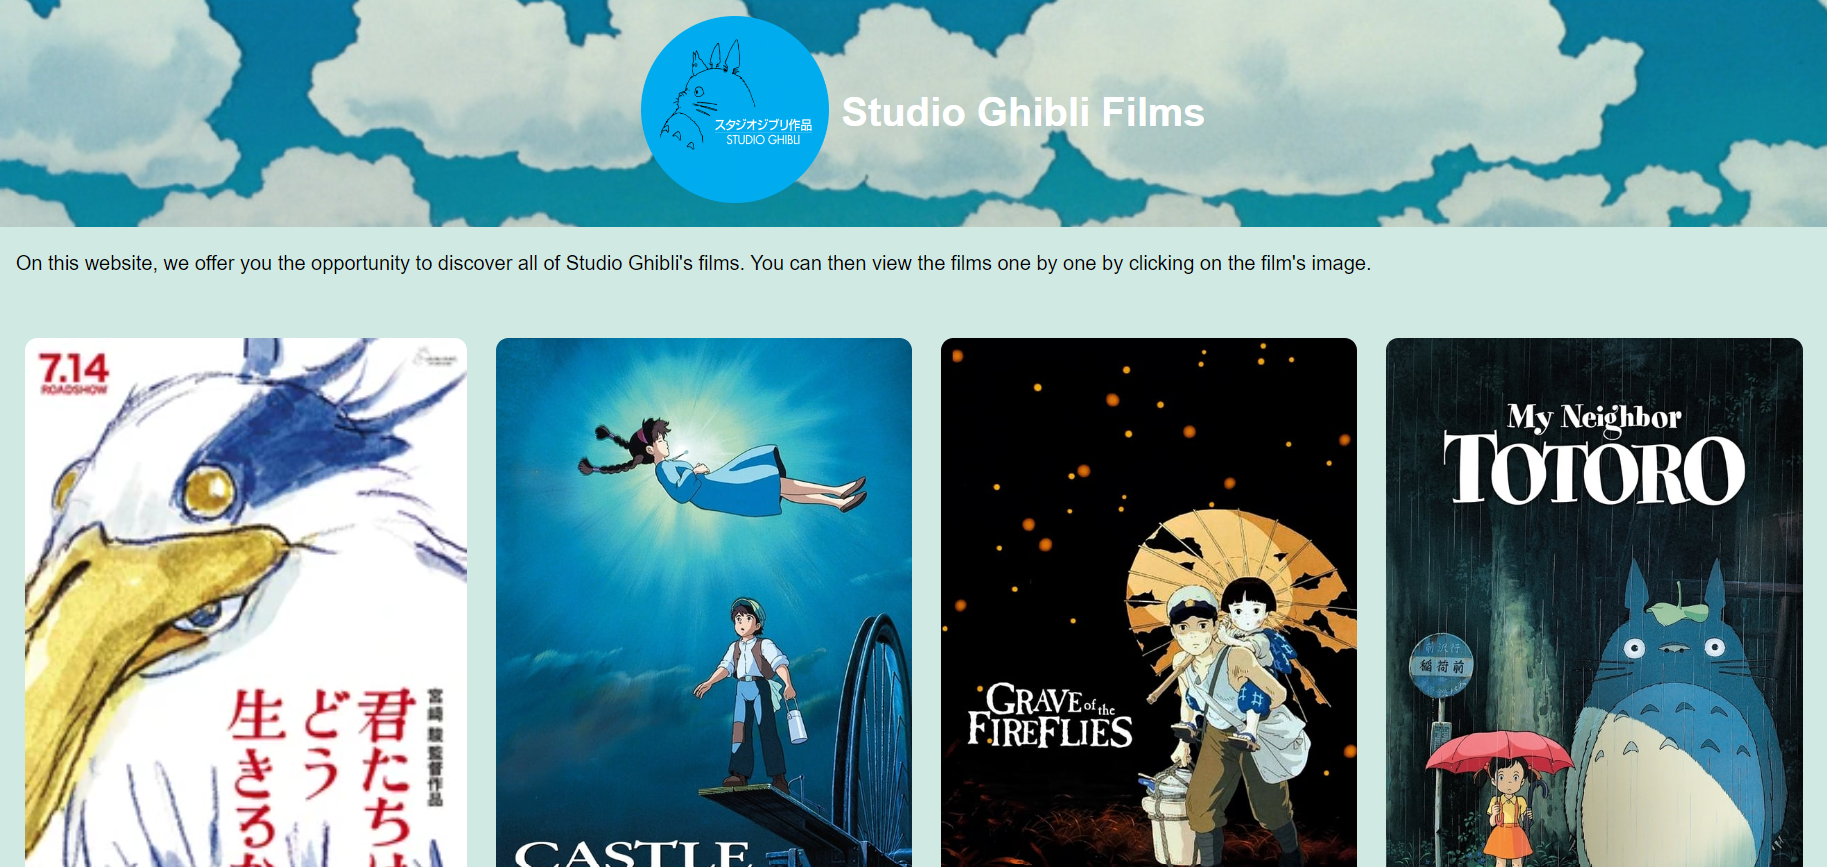 スタジオジブリ作品
STUDIO GHIBLI
Studio Ghibli Films
On this website, we offer you the opportunity to discover all of Studio Ghibli's films. You can then view the films one by one by clicking on the film's image.
7.14
ROADSHOW
宮﨑駿監督作品
君たちは
どう
生きるか
CASTLE
GRAVE of the
FIREFLIES
My Neighbor
TOTORO
稲荷前